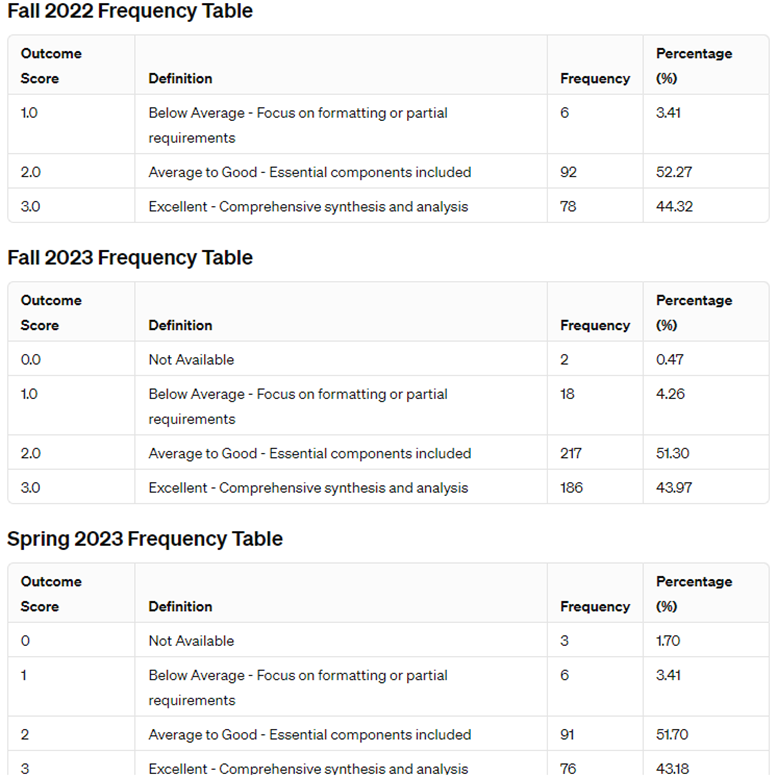 Fall 2022 Frequency Table
Outcome Score Definition Frequency Percentage (%)
1.0 Below Average - Focus on formatting or partial requirements 6 3.41
2.0 Average to Good - Essential components included 92 52.27
3.0 Excellent - Comprehensive synthesis and analysis 78 44.32
Fall 2023 Frequency Table
Outcome Score Definition Frequency Percentage (%)
0.0 Not Available 2 0.47
1.0 Below Average - Focus on formatting or partial requirements 18 4.26
2.0 Average to Good - Essential components included 217 51.30
3.0 Excellent - Comprehensive synthesis and analysis 186 43.97
Spring 2023 Frequency Table
Outcome Score Definition Frequency Percentage (%)
0 Not Available 3 1.70
1 Below Average - Focus on formatting or partial requirements 6 3.41
2 Average to Good - Essential components included 91 51.70
3 Excellent - Comprehensive synthesis and analysis 76 43.18